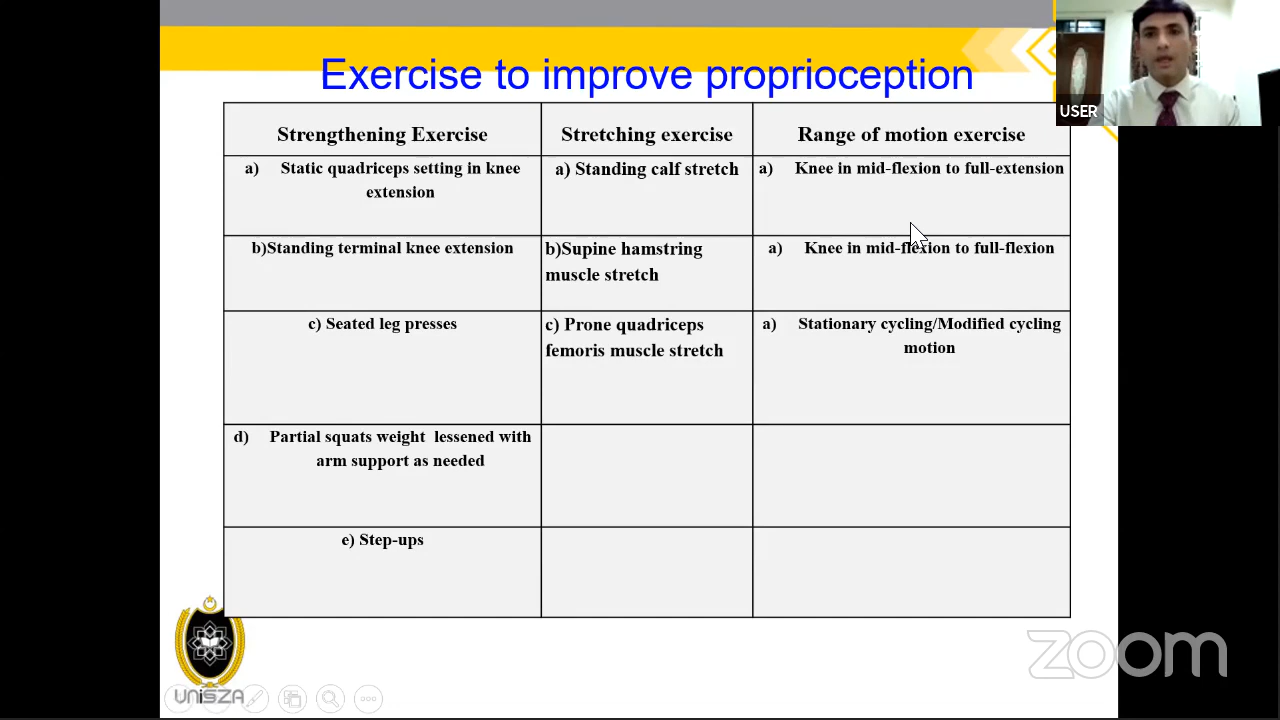 Exercise to improve proprioception
USER
Strengthening Exercise
Stretching exercise
Range of motion exercise
a) Static quadriceps setting in knee
extension
a) Standing calf stretch
a) Knee in mid-flexion to full-extension
b)Standing terminal knee extension
b)Supine hamstring
muscle stretch
a) Knee in mid-flexion to full-flexion
c) Seated leg presses
c) Prone quadriceps
femoris muscle stretch
a) Stationary cycling/Modified cycling
motion
d) Partial squats weight lessened with
arm support as needed
e) Step-ups
UNiSZA
zoom